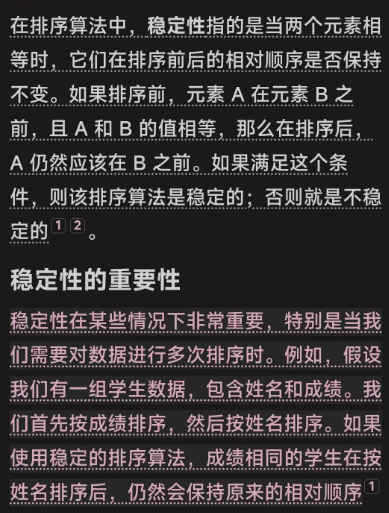 在排序算法中，稳定性指的是当两个元素相
等时，它们在排序前后的相对顺序是否保持
不变。如果排序前，元素 A 在元素 B 之
前，且 A 和 B 的值相等，那么在排序后，
A 仍然应该在 B 之前。如果满足这个条
件，则该排序算法是稳定的；否则就是不稳
定的 1 2 。
稳定性的重要性
稳定性在某些情况下非常重要，特别是当我
们需要对数据进行多次排序时。例如，假设
我们有一组学生数据，包含姓名和成绩。我
们首先按成绩排序，然后按姓名排序。如果
使用稳定的排序算法，成绩相同的学生在按
姓名排序后，仍然会保持原来的相对顺序 1